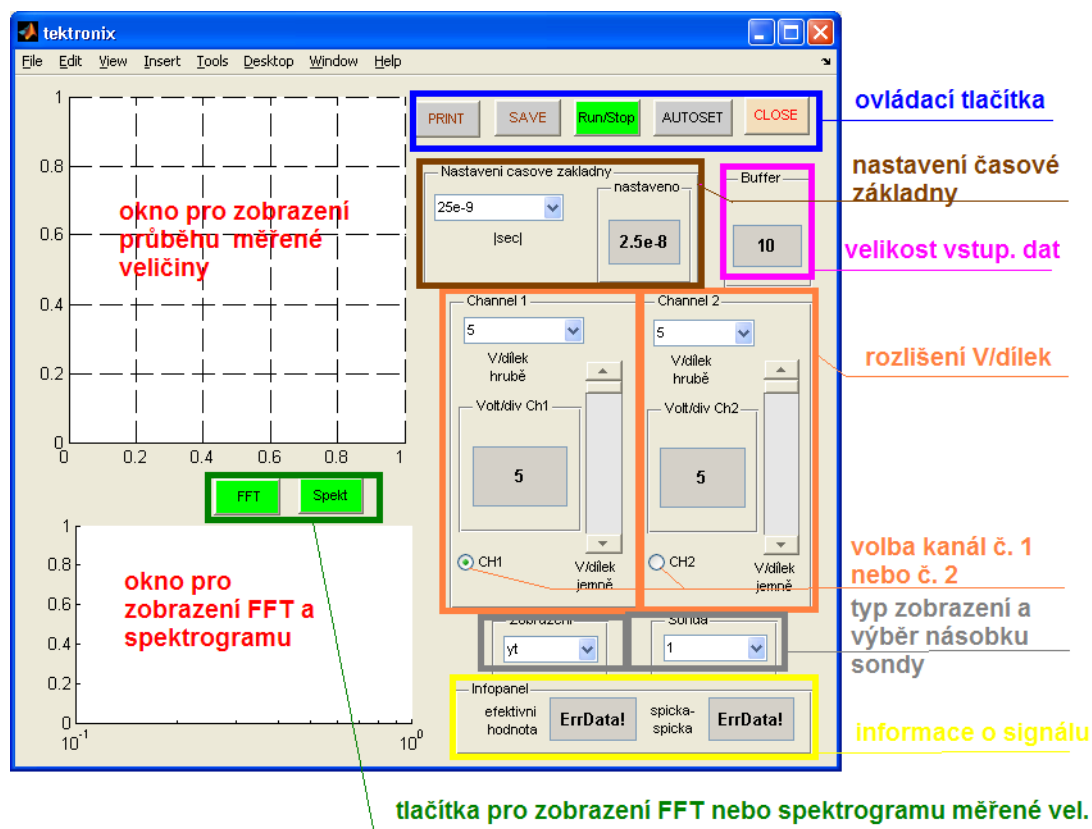 tektronix
File Edit View Insert Tools Desktop Window Help
PRINT SAVE Run/Stop AUTOSET CLOSE
ovládací tlačítka
Nastaveni casove zakladny
25e-9
|sec|
nastaveno
2.5e-8
nastavení časové
základny
Buffer
10
velikost vstup. dat
1
0.8
0.6
0.4
0.2
0
0 0.2 0.4 0.6 0.8 1
okno pro zobrazení
průběhu měřené
veličiny
Channel 1
5
V/dílek
hrubě
Volt/div Ch1
5
CH1
V/dílek
jemně
Channel 2
5
V/dílek
hrubě
Volt/div Ch2
5
CH2
V/dílek
jemně
rozlišení V/dílek
volba kanál č. 1
nebo č. 2
FFT Spekt
1
0.8
0.6
0.4
0.2
0
10-1 100
okno pro
zobrazení FFT a
spektrogramu
Zobrazeni
yt
Sonda
1
typ zobrazení a
výběr násobku
sondy
Infopanel
efektivni
hodnota
ErrData!
spicka-
spicka
ErrData!
informace o signálu
tlačítka pro zobrazení FFT nebo spektrogramu měřené vel.